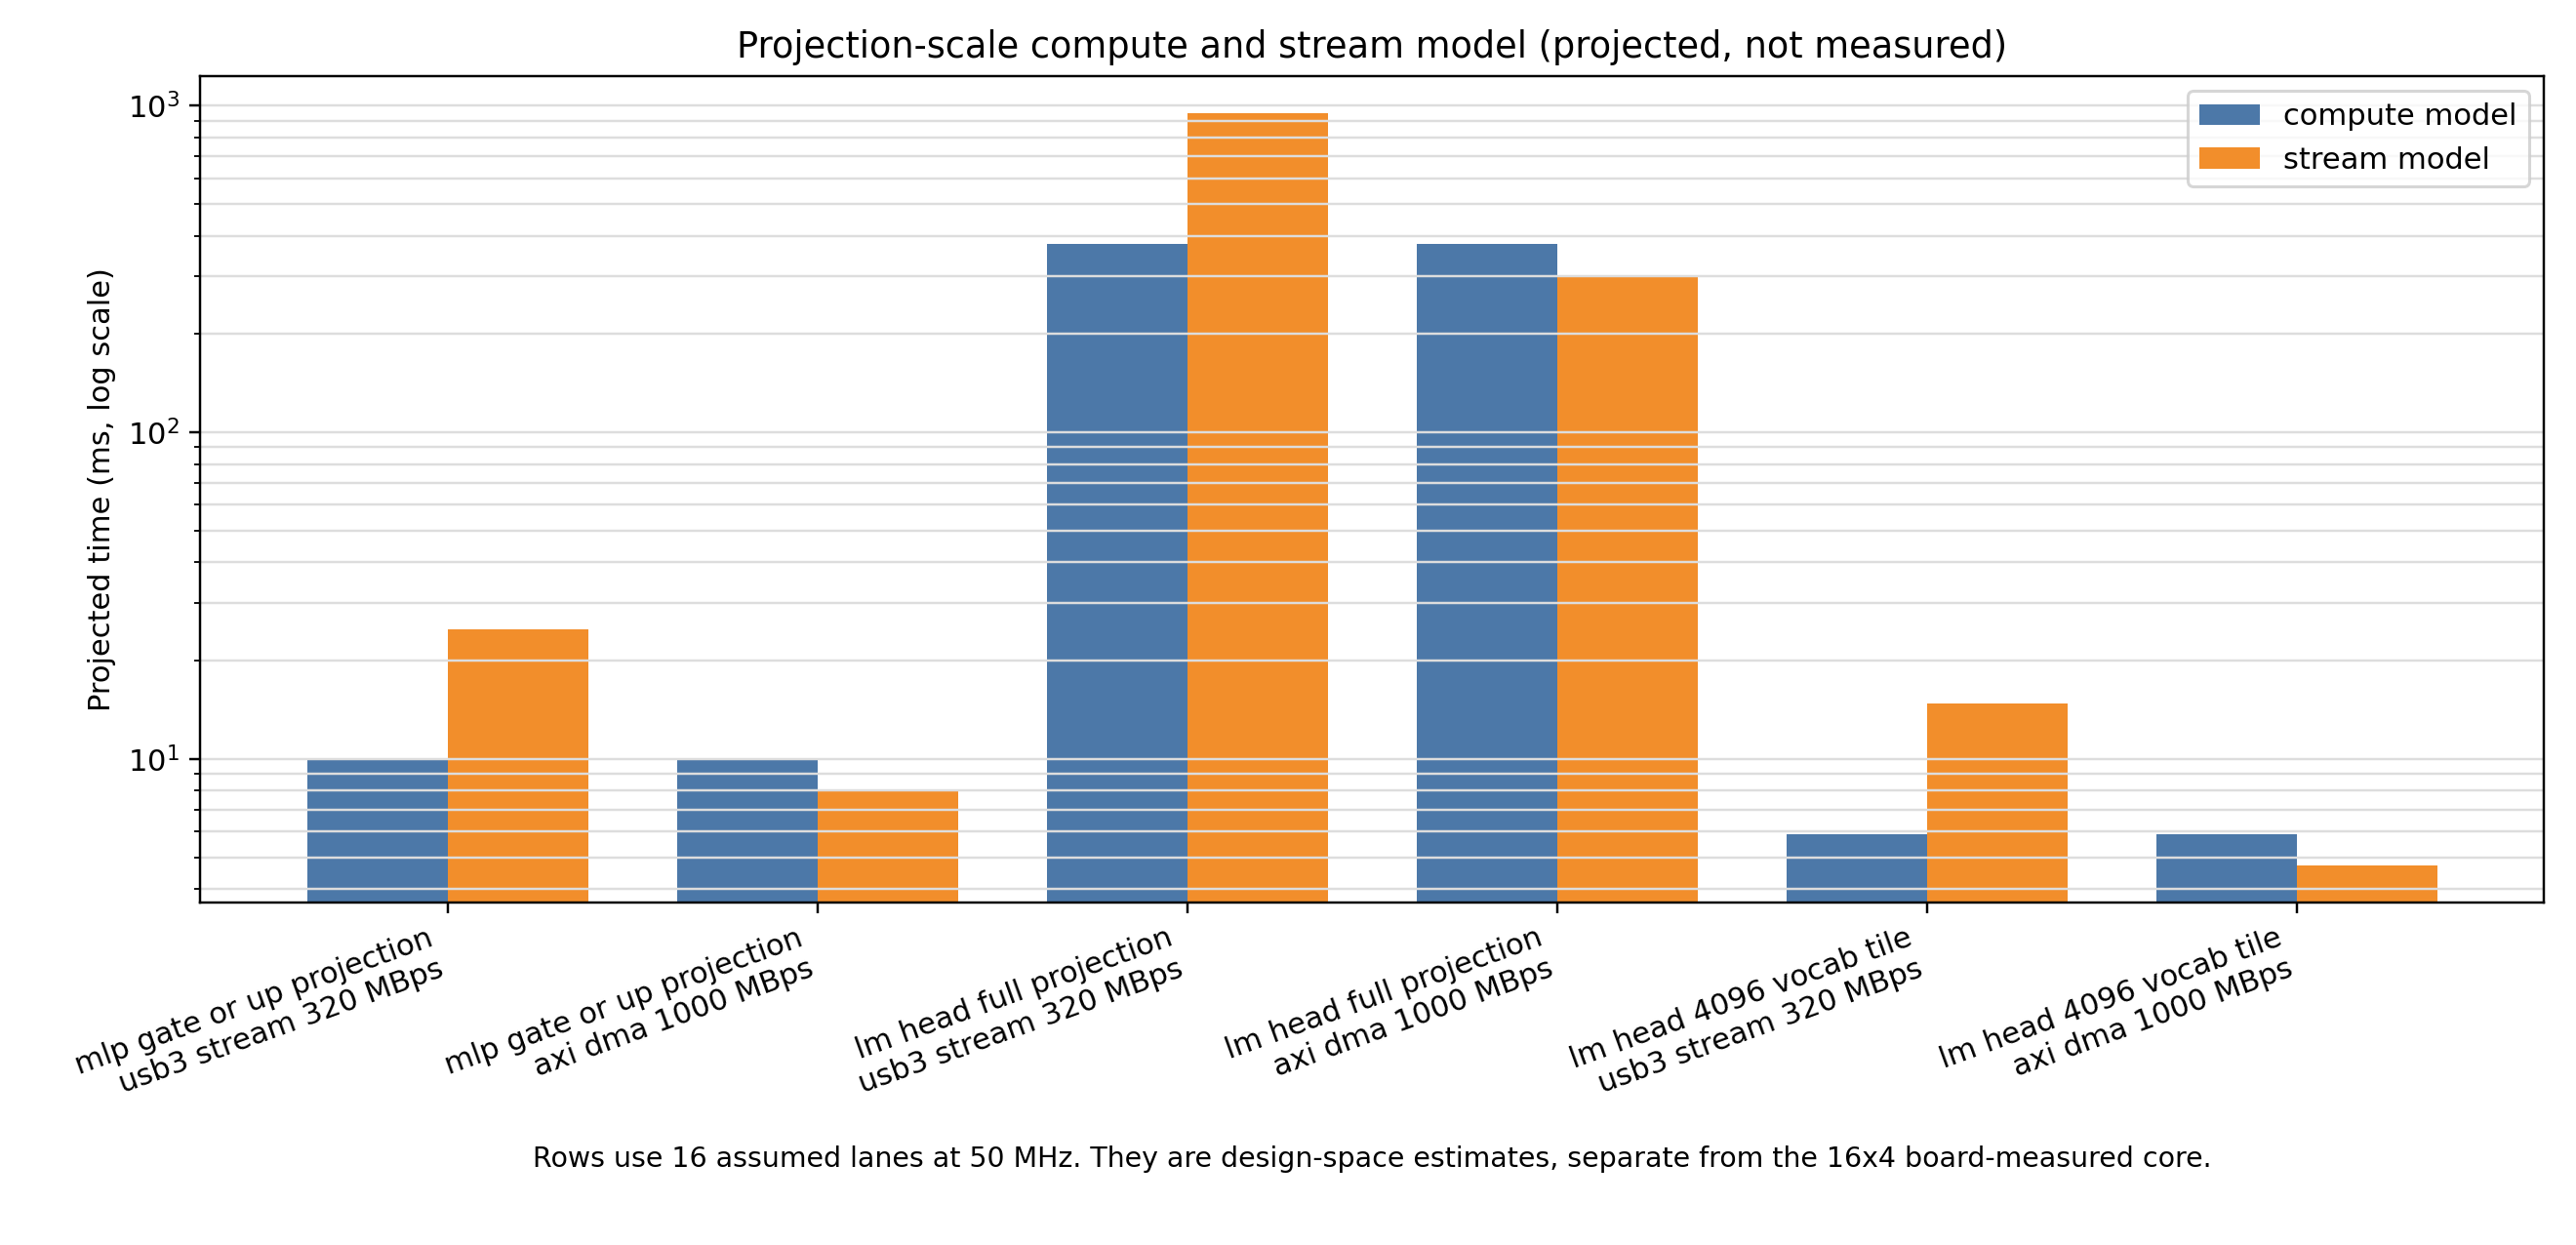 Projection-scale compute and stream model (projected, not measured)
Projected time (ms, log scale)
10³
10²
10¹
compute model
stream model
mlp gate or up projection
usb3 stream 320 MBps
mlp gate or up projection
axi dma 1000 MBps
lm head full projection
usb3 stream 320 MBps
lm head full projection
axi dma 1000 MBps
lm head 4096 vocab tile
usb3 stream 320 MBps
lm head 4096 vocab tile
axi dma 1000 MBps
Rows use 16 assumed lanes at 50 MHz. They are design-space estimates, separate from the 16x4 board-measured core.